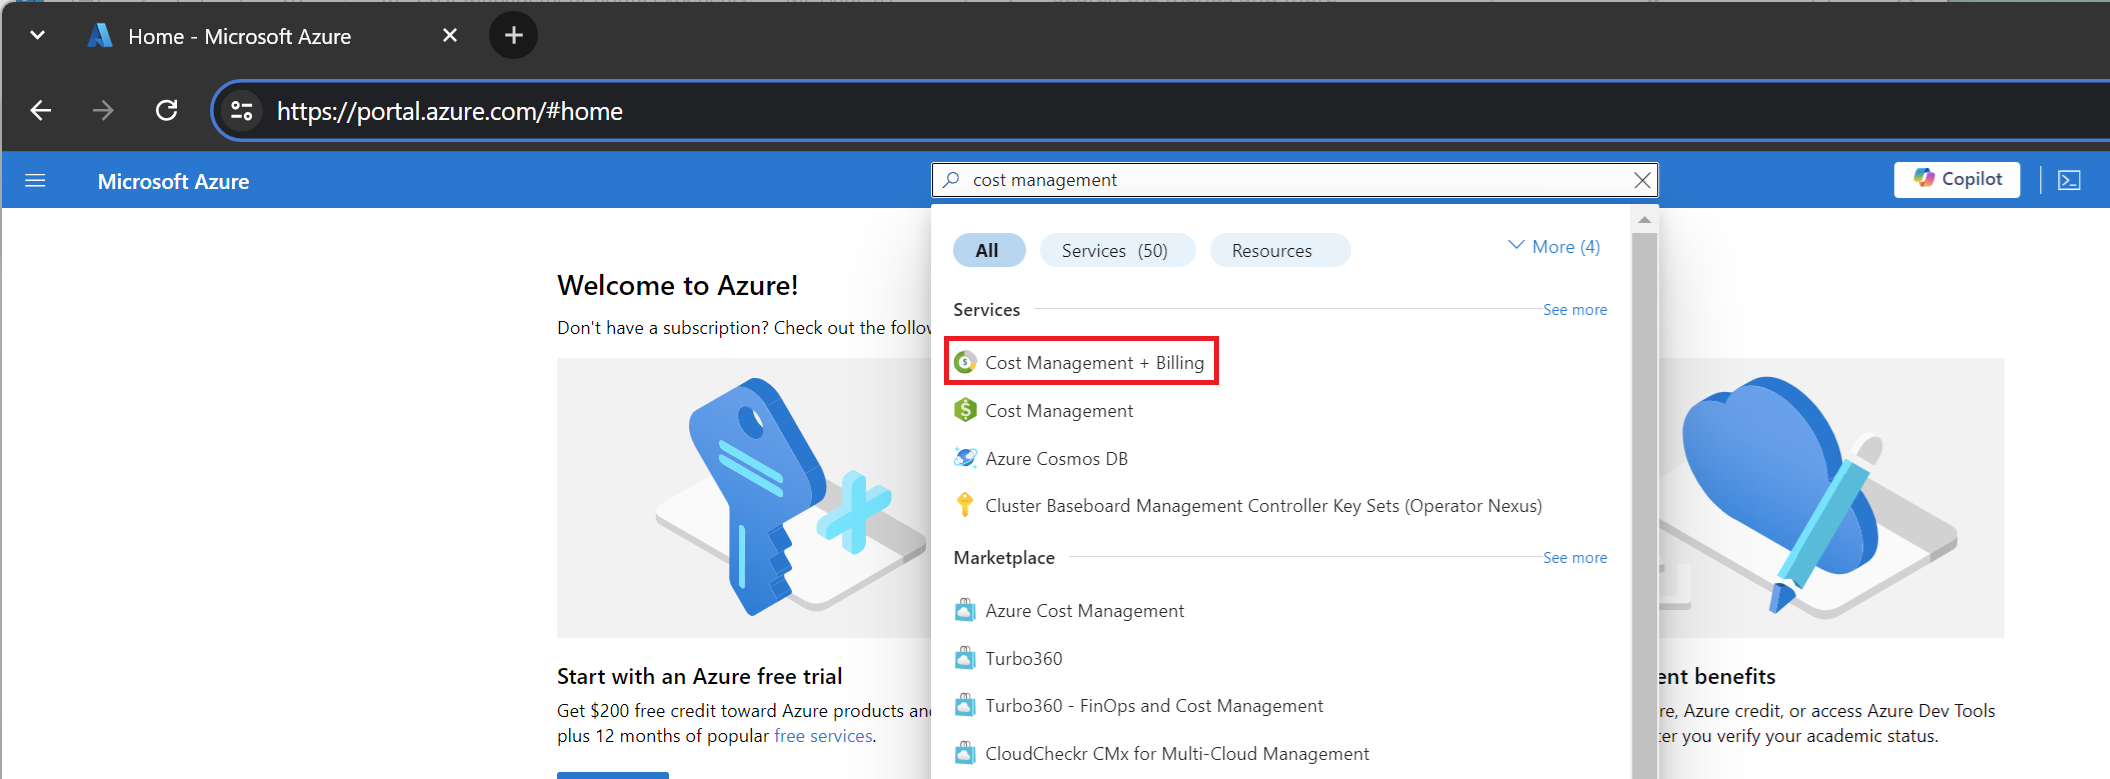 Home - Microsoft Azure
https://portal.azure.com/#home
Microsoft Azure
cost management
Copilot
All
Services (50)
Resources
More (4)
Welcome to Azure!
Don't have a subscription? Check out the
Services
See more
Cost Management + Billing
Cost Management
Azure Cosmos DB
Cluster Baseboard Management Controller Key Sets (Operator Nexus)
Marketplace
See more
Azure Cost Management
Turbo360
Turbo360 - FinOps and Cost Management
CloudCheckr CMx for Multi-Cloud Management
Start with an Azure free trial
Get $200 free credit toward Azure products
plus 12 months of popular free services.
benefits
Azure credit, or access Azure Dev Tools
you verify your academic status.